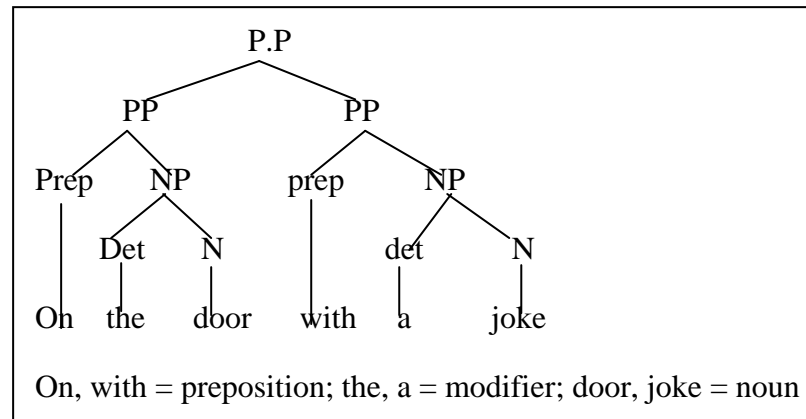 P.P
PP PP
Prep NP prep NP
Det N det N
On the door with a joke
On, with = preposition; the, a = modifier; door, joke = noun